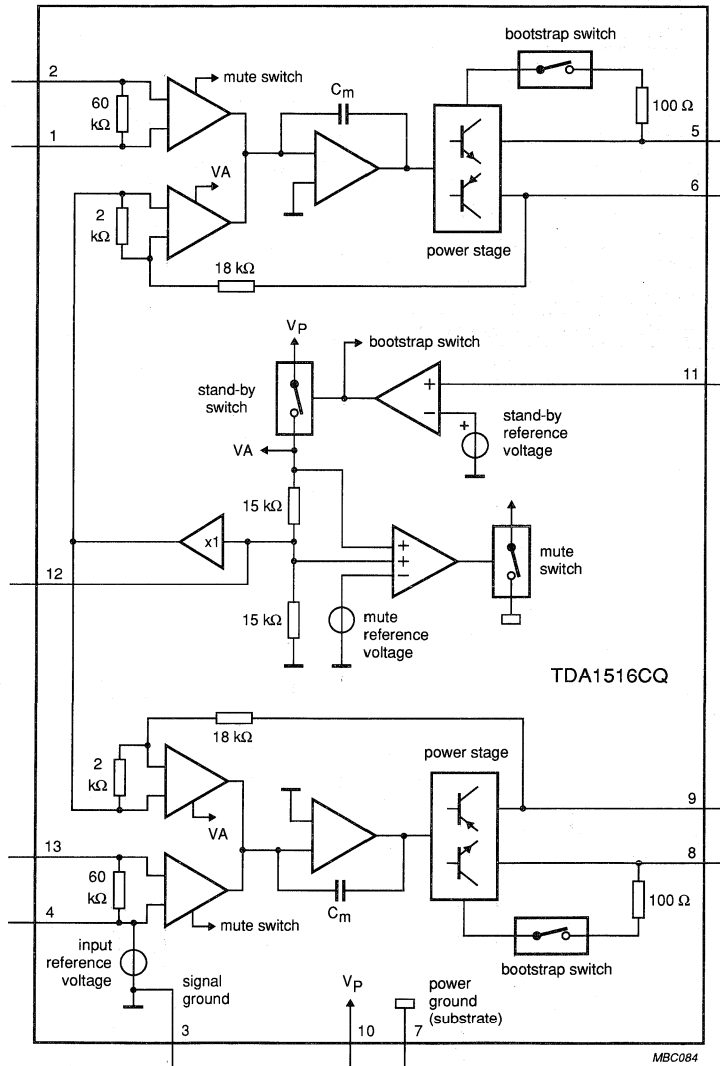 bootstrap switch
2
mute switch
60
kΩ
Cm
100 Ω
1
5
VA
6
2
kΩ
power stage
18 kΩ
VP
bootstrap switch
11
stand-by
switch
+
−
+
stand-by
reference
voltage
VA
15 kΩ
x1
+
+
−
mute
switch
12
15 kΩ
mute
reference
voltage
TDA1516CQ
18 kΩ
power stage
2
kΩ
9
VA
13
8
60
kΩ
100 Ω
4
Cm
mute switch
input
reference
voltage
signal
ground
bootstrap switch
VP
power
ground
(substrate)
3
10
7
MBC084